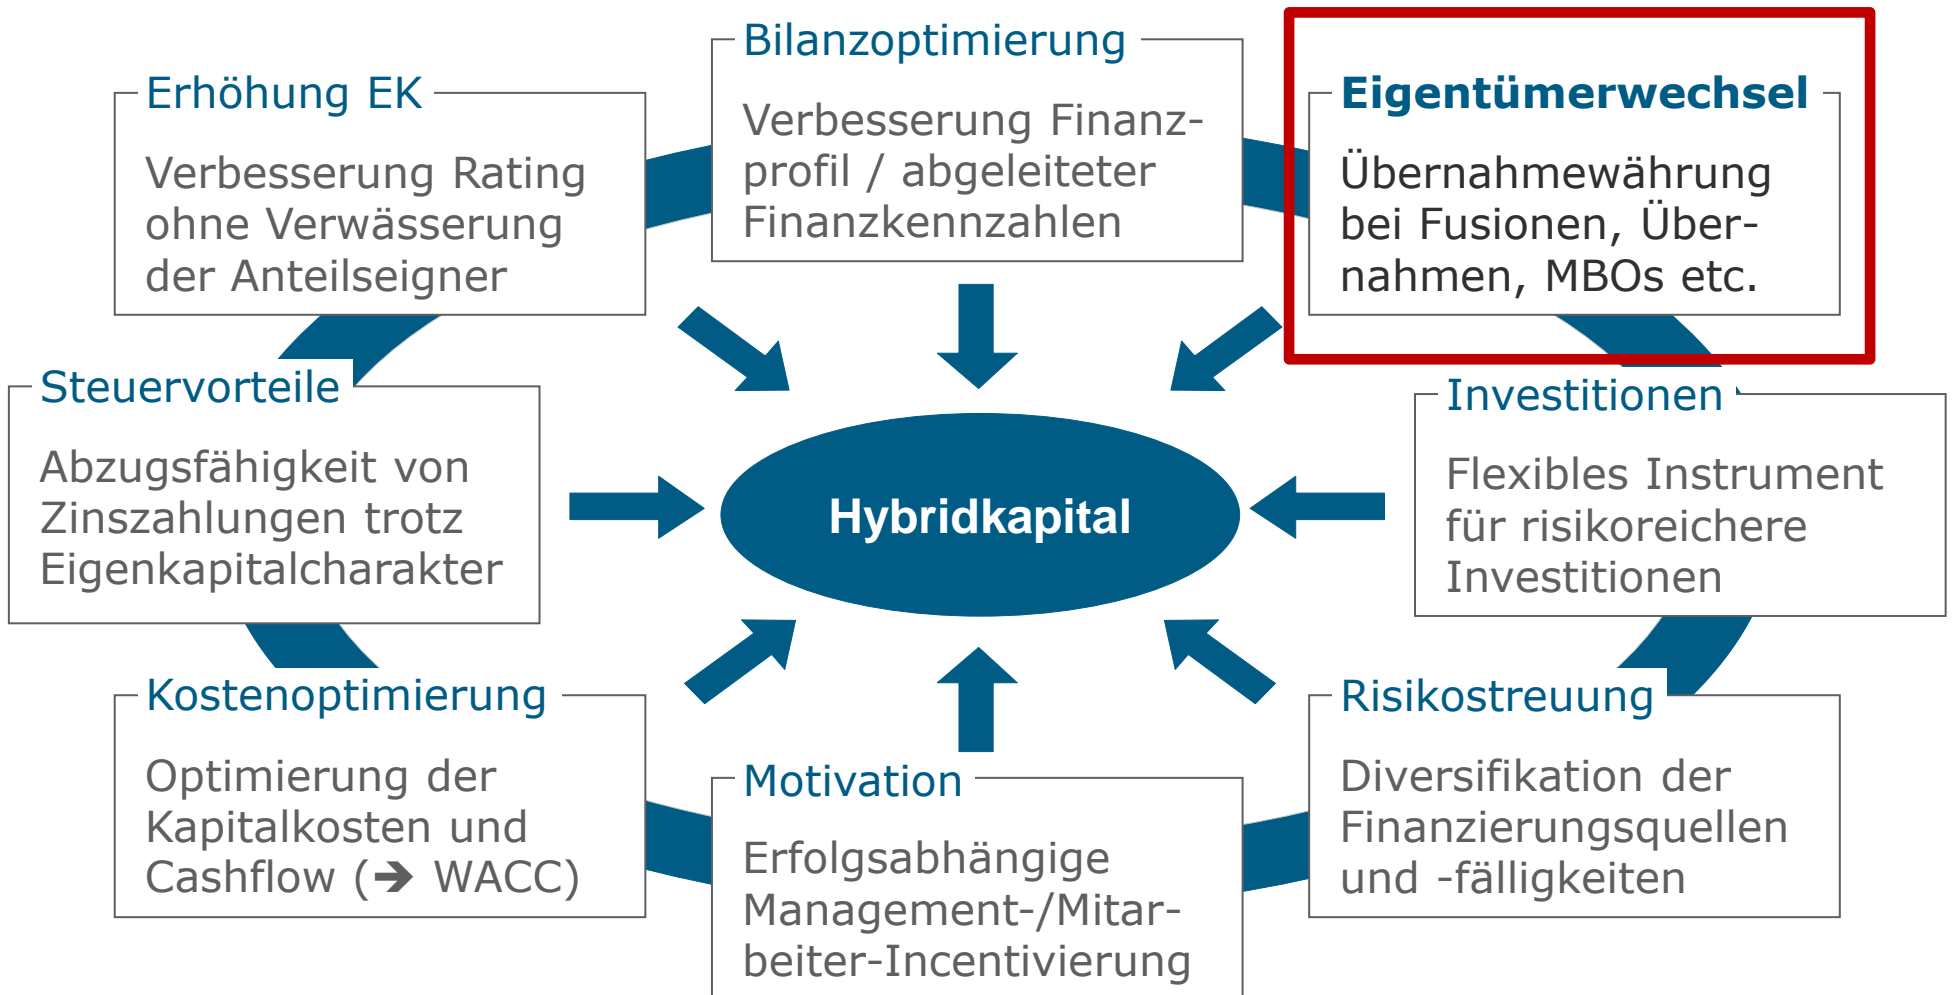 Bilanzoptimierung
Verbesserung Finanz-
profil / abgeleiteter
Finanzkennzahlen
Erhöhung EK
Verbesserung Rating
ohne Verwässerung
der Anteilseigner
Eigentümerwechsel
Übernahmewährung
bei Fusionen, Über-
nahmen, MBOs etc.
Steuervorteile
Abzugsfähigkeit von
Zinszahlungen trotz
Eigenkapitalcharakter
Hybridkapital
Investitionen
Flexibles Instrument
für risikoreichere
Investitionen
Kostenoptimierung
Optimierung der
Kapitalkosten und
Cashflow (➔ WACC)
Motivation
Erfolgsabhängige
Management-/Mitar-
beiter-Incentivierung
Risikostreuung
Diversifikation der
Finanzierungsquellen
und -fälligkeiten